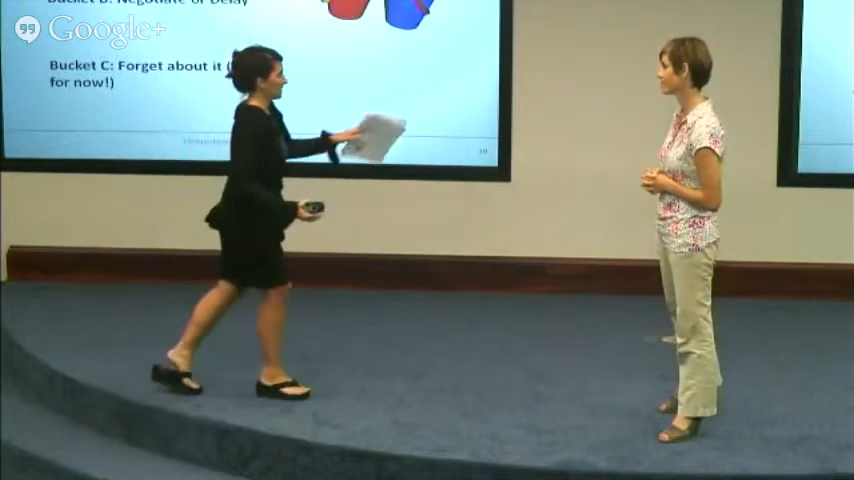 Google+
Bucket B: Negotiate or Delay
Bucket C: Forget about it
for now!)